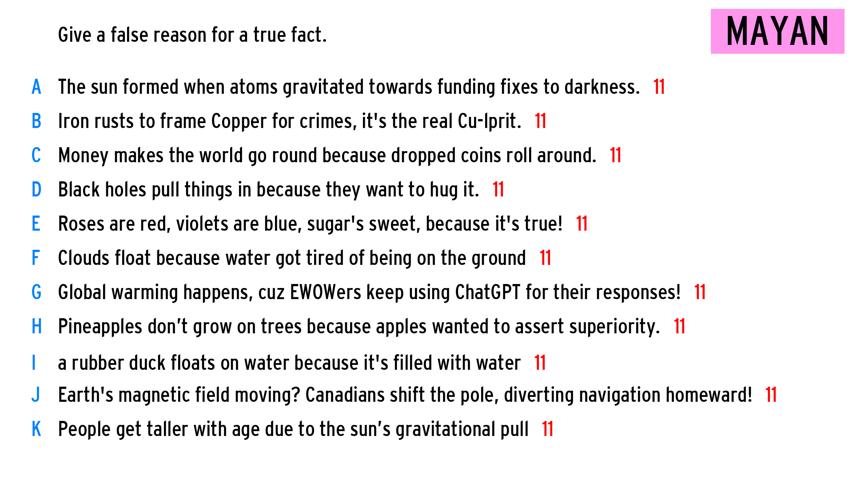 Give a false reason for a true fact.
MAYAN
A The sun formed when atoms gravitated towards funding fixes to darkness. 11
B Iron rusts to frame Copper for crimes, it's the real Cu-lprit. 11
C Money makes the world go round because dropped coins roll around. 11
D Black holes pull things in because they want to hug it. 11
E Roses are red, violets are blue, sugar's sweet, because it's true! 11
F Clouds float because water got tired of being on the ground 11
G Global warming happens, cuz EWOWers keep using ChatGPT for their responses! 11
H Pineapples don’t grow on trees because apples wanted to assert superiority. 11
I a rubber duck floats on water because it's filled with water 11
J Earth's magnetic field moving? Canadians shift the pole, diverting navigation homeward! 11
K People get taller with age due to the sun’s gravitational pull 11